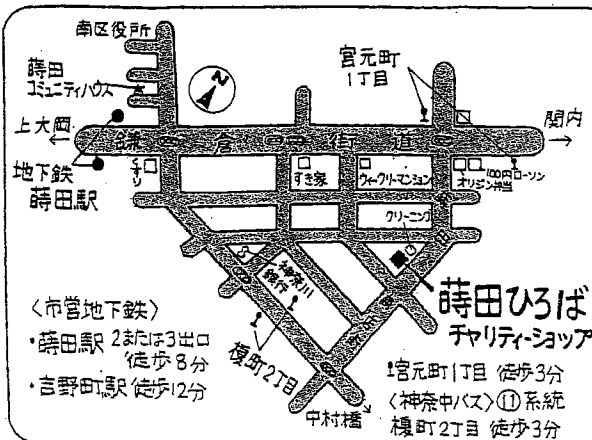 南区役所
蒔田
コミュニティハウス
N
宮元町
1丁目
上大岡
鎌倉街道
関内
地下鉄
蒔田駅
くすり
すき家
ウィークリーマンション
オリジン弁当
100円ローソン
クリーニング
神奈川
銀行
蒔田ひろば
チャリティーショップ
〈市営地下鉄〉
・蒔田駅 2または3出口
徒歩8分
・吉野町駅 徒歩12分
榎町2丁目
中村橋
宮元町1丁目 徒歩3分
〈神奈中バス〉⑪系統
榎町2丁目 徒歩3分